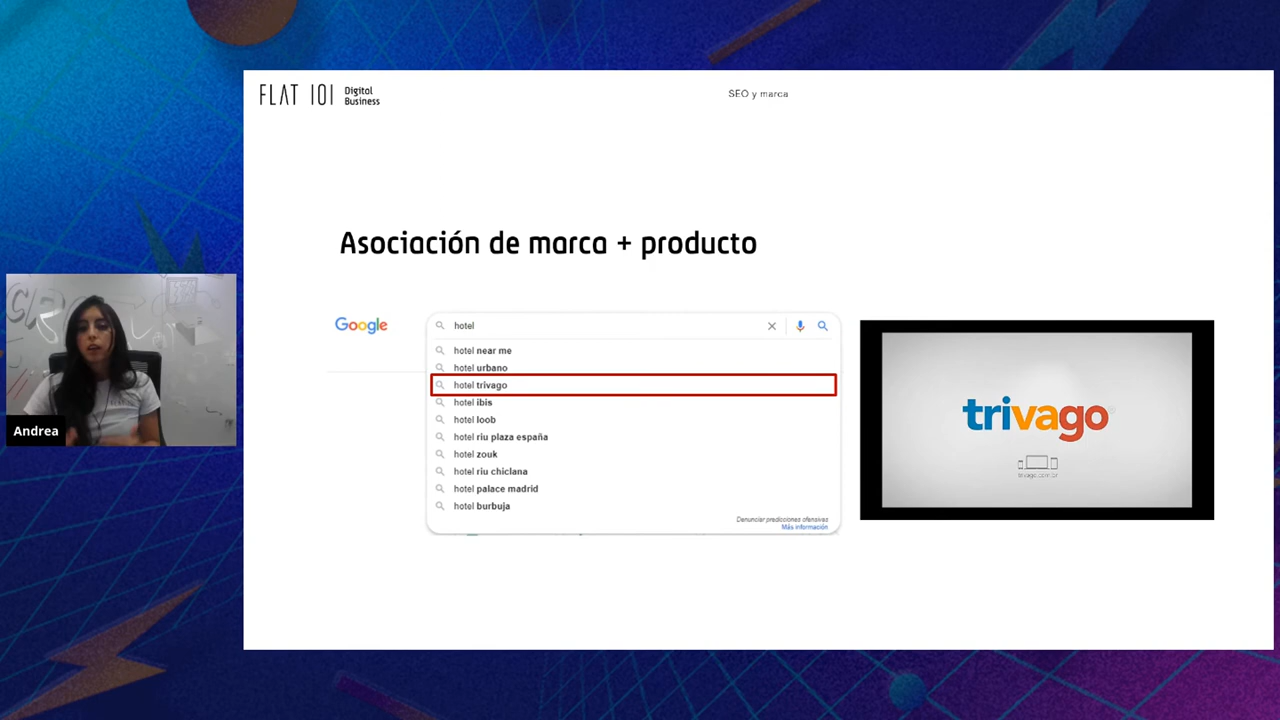 FLAT 101 Digital Business
SEO y marca
Asociación de marca + producto
Google
hotel
hotel near me
hotel urbano
hotel trivago
hotel ibis
hotel loob
hotel riu plaza españa
hotel zouk
hotel riu chiclana
hotel palace madrid
hotel burbuja
Denunciar predicciones ofensivas
Más información
trivago
Andrea